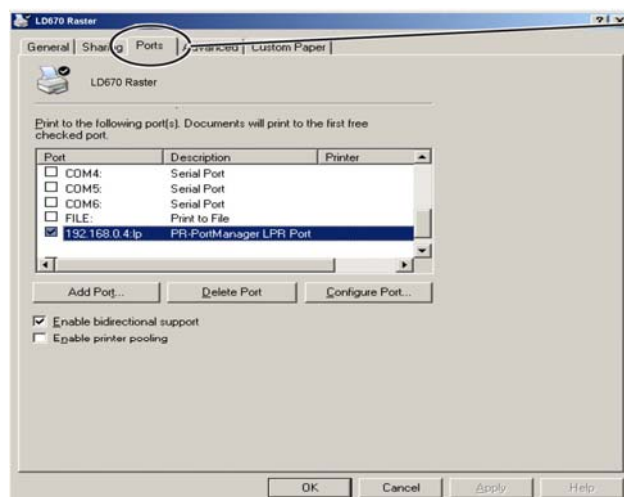 LD670 Raster
General Sharing Ports Advanced Custom Paper
LD670 Raster
Print to the following port(s). Documents will print to the first free
checked port.
Port Description Printer
COM4: Serial Port
COM5: Serial Port
COM6: Serial Port
FILE: Print to File
192.168.0.4:lp PR-PortManager LPR Port
Add Port... Delete Port Configure Port...
Enable bidirectional support
Enable printer pooling
OK Cancel Apply Help